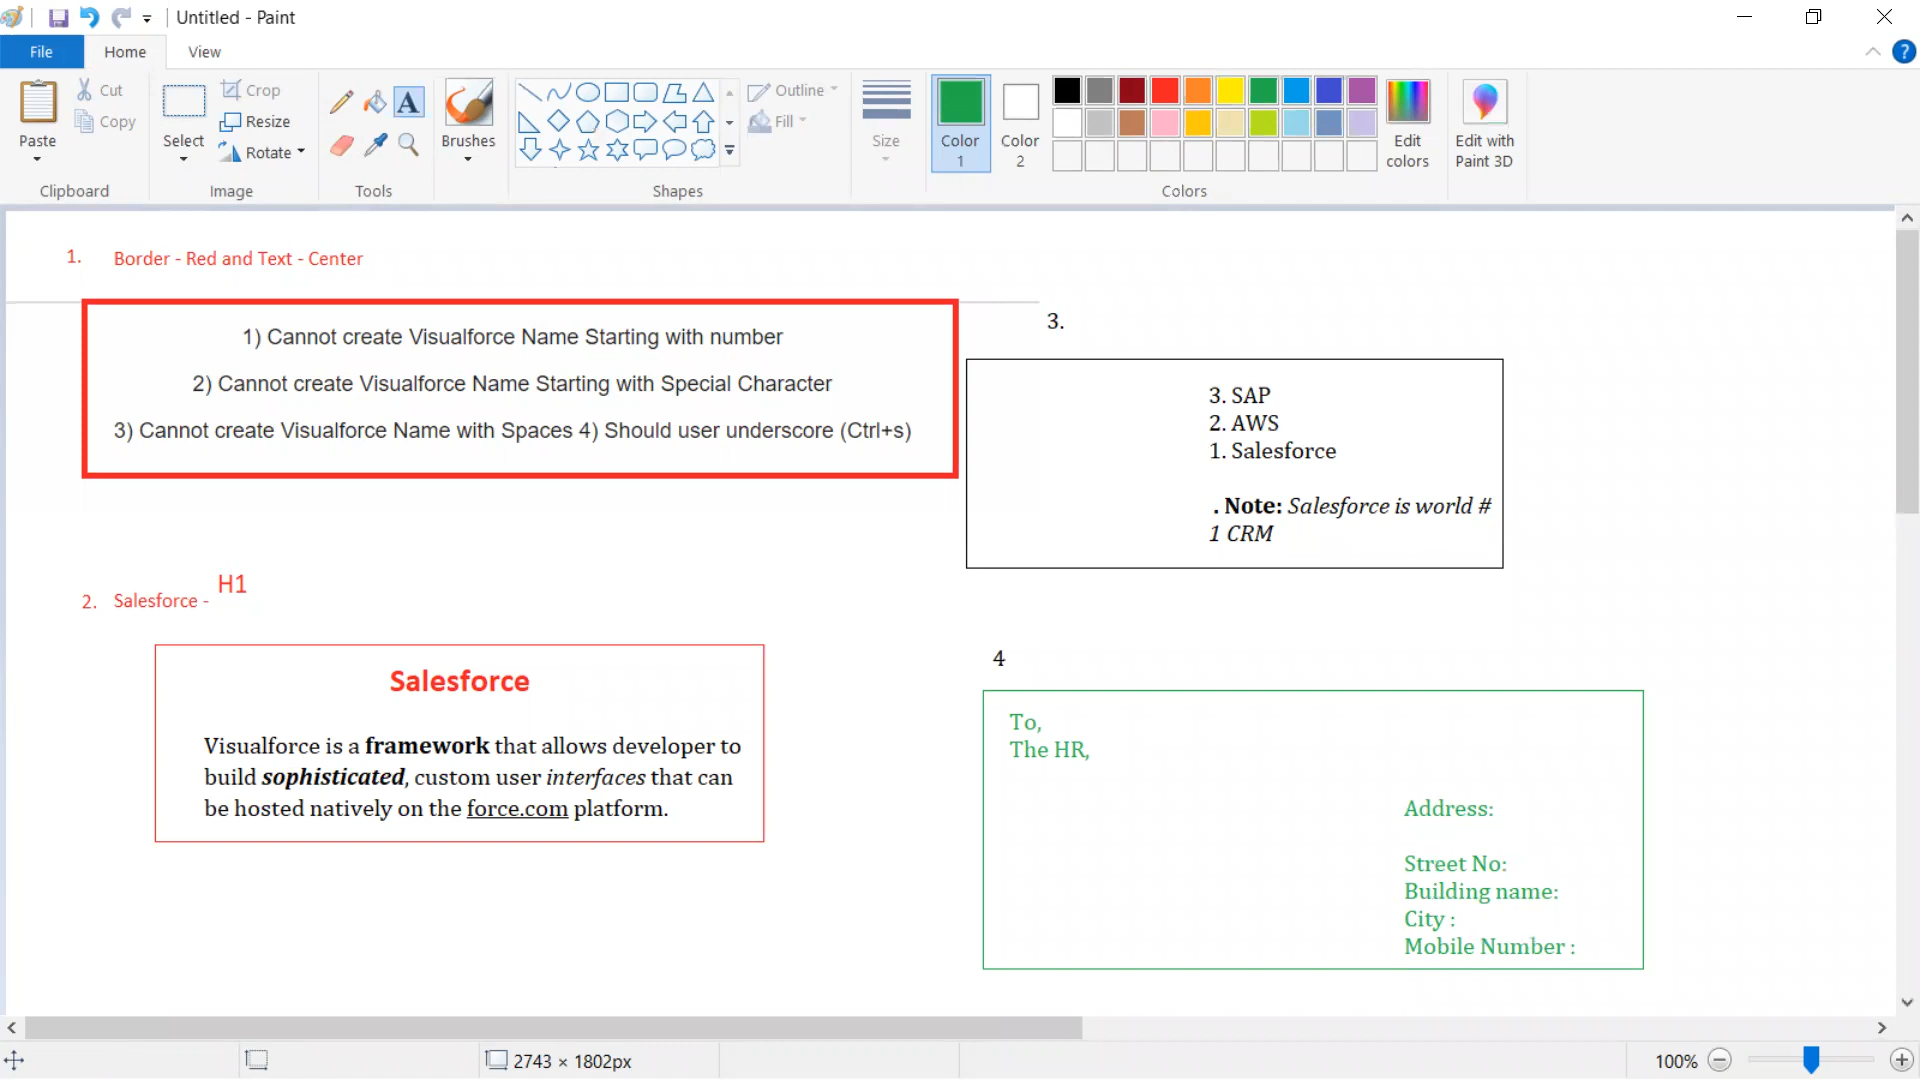 Untitled - Paint
File
Home
View
Paste
Cut
Copy
Clipboard
Select
Crop
Resize
Rotate
Image
A
Tools
Brushes
Shapes
Outline
Fill
Size
Color 1
Color 2
Edit colors
Colors
Edit with Paint 3D
?
1. Border - Red and Text - Center
1) Cannot create Visualforce Name Starting with number
2) Cannot create Visualforce Name Starting with Special Character
3) Cannot create Visualforce Name with Spaces 4) Should user underscore (Ctrl+s)
2. Salesforce - H1
Salesforce
Visualforce is a framework that allows developer to
build sophisticated, custom user interfaces that can
be hosted natively on the force.com platform.
3.
3. SAP
2. AWS
1. Salesforce
. Note: Salesforce is world #
1 CRM
4
To,
The HR,
Address:
Street No:
Building name:
City :
Mobile Number :
2743 × 1802px
100%